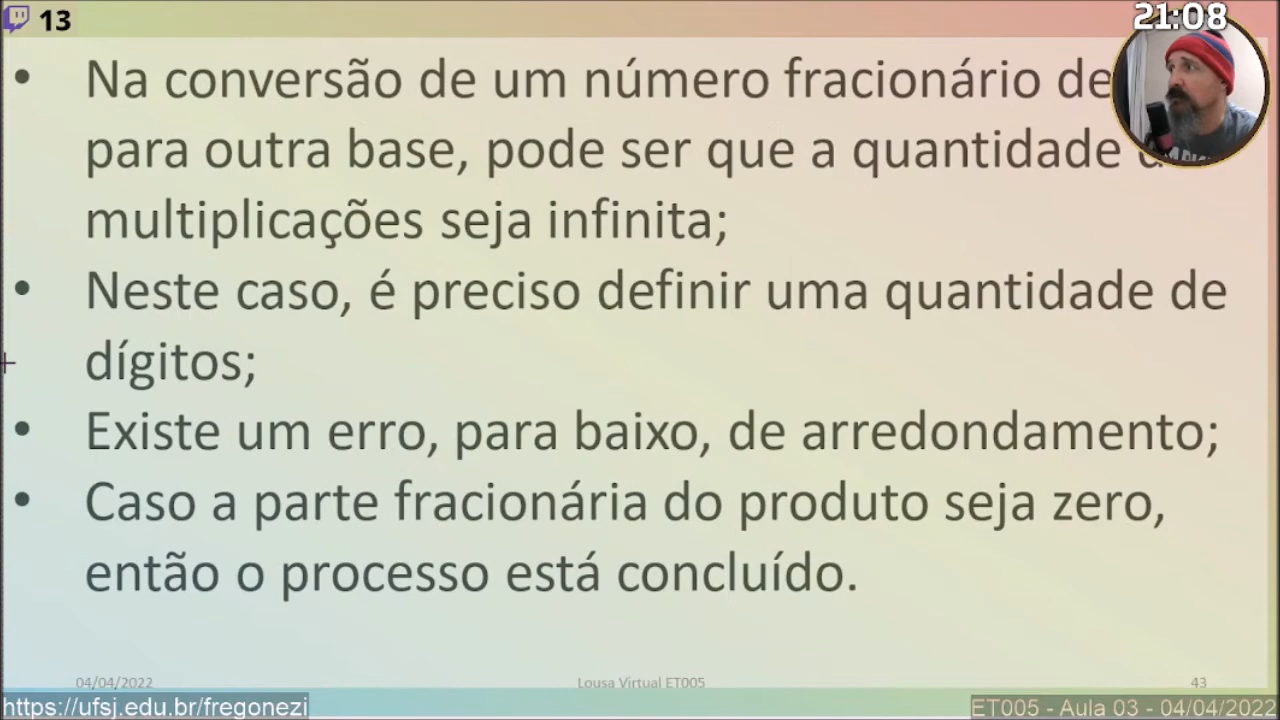 13
21:08
• Na conversão de um número fracionário de
para outra base, pode ser que a quantidade
multiplicações seja infinita;
• Neste caso, é preciso definir uma quantidade de
dígitos;
• Existe um erro, para baixo, de arredondamento;
• Caso a parte fracionária do produto seja zero,
então o processo está concluído.
04/04/2022
Lousa Virtual ET005
43
https://ufsj.edu.br/fregonezi
ET005 - Aula 03 - 04/04/2022